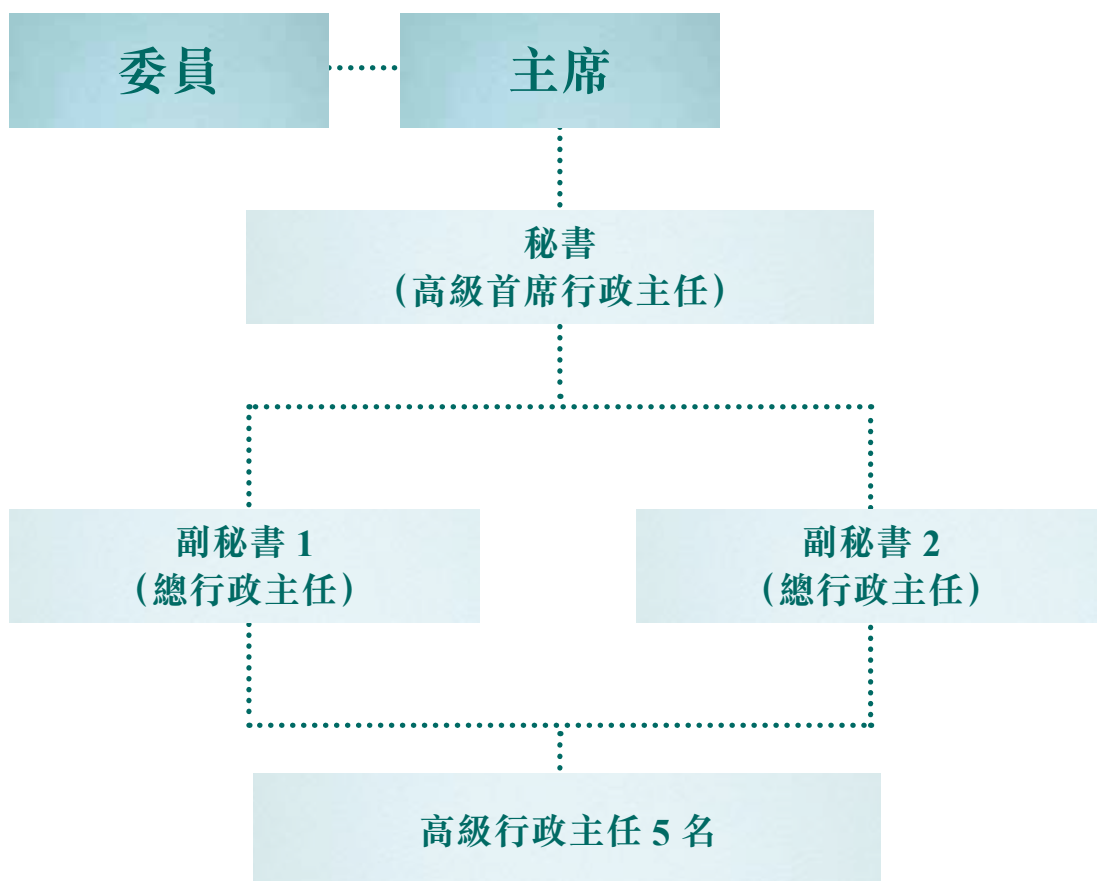 委員
主席
秘書
（高級首席行政主任）
副秘書 1
（總行政主任）
副秘書 2
（總行政主任）
高級行政主任 5 名